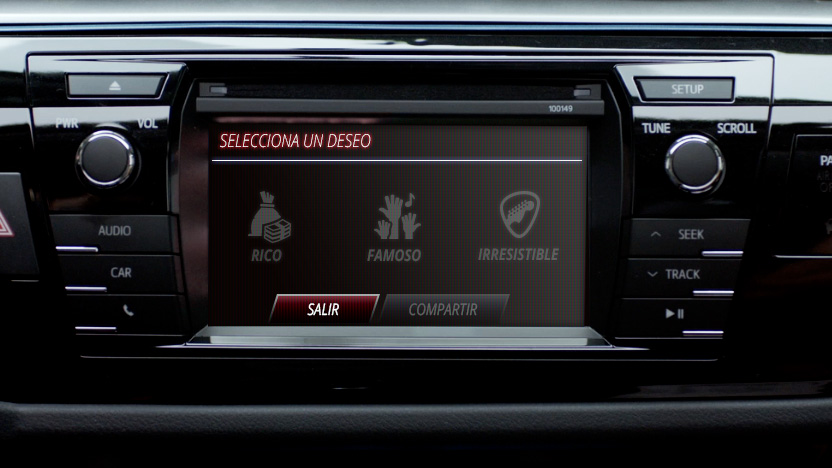 SETUP
100149
PWR VOL
TUNE SCROLL
SELECCIONA UN DESEO
AUDIO
SEEK
RICO
FAMOSO
IRRESISTIBLE
CAR
TRACK
SALIR
COMPARTIR